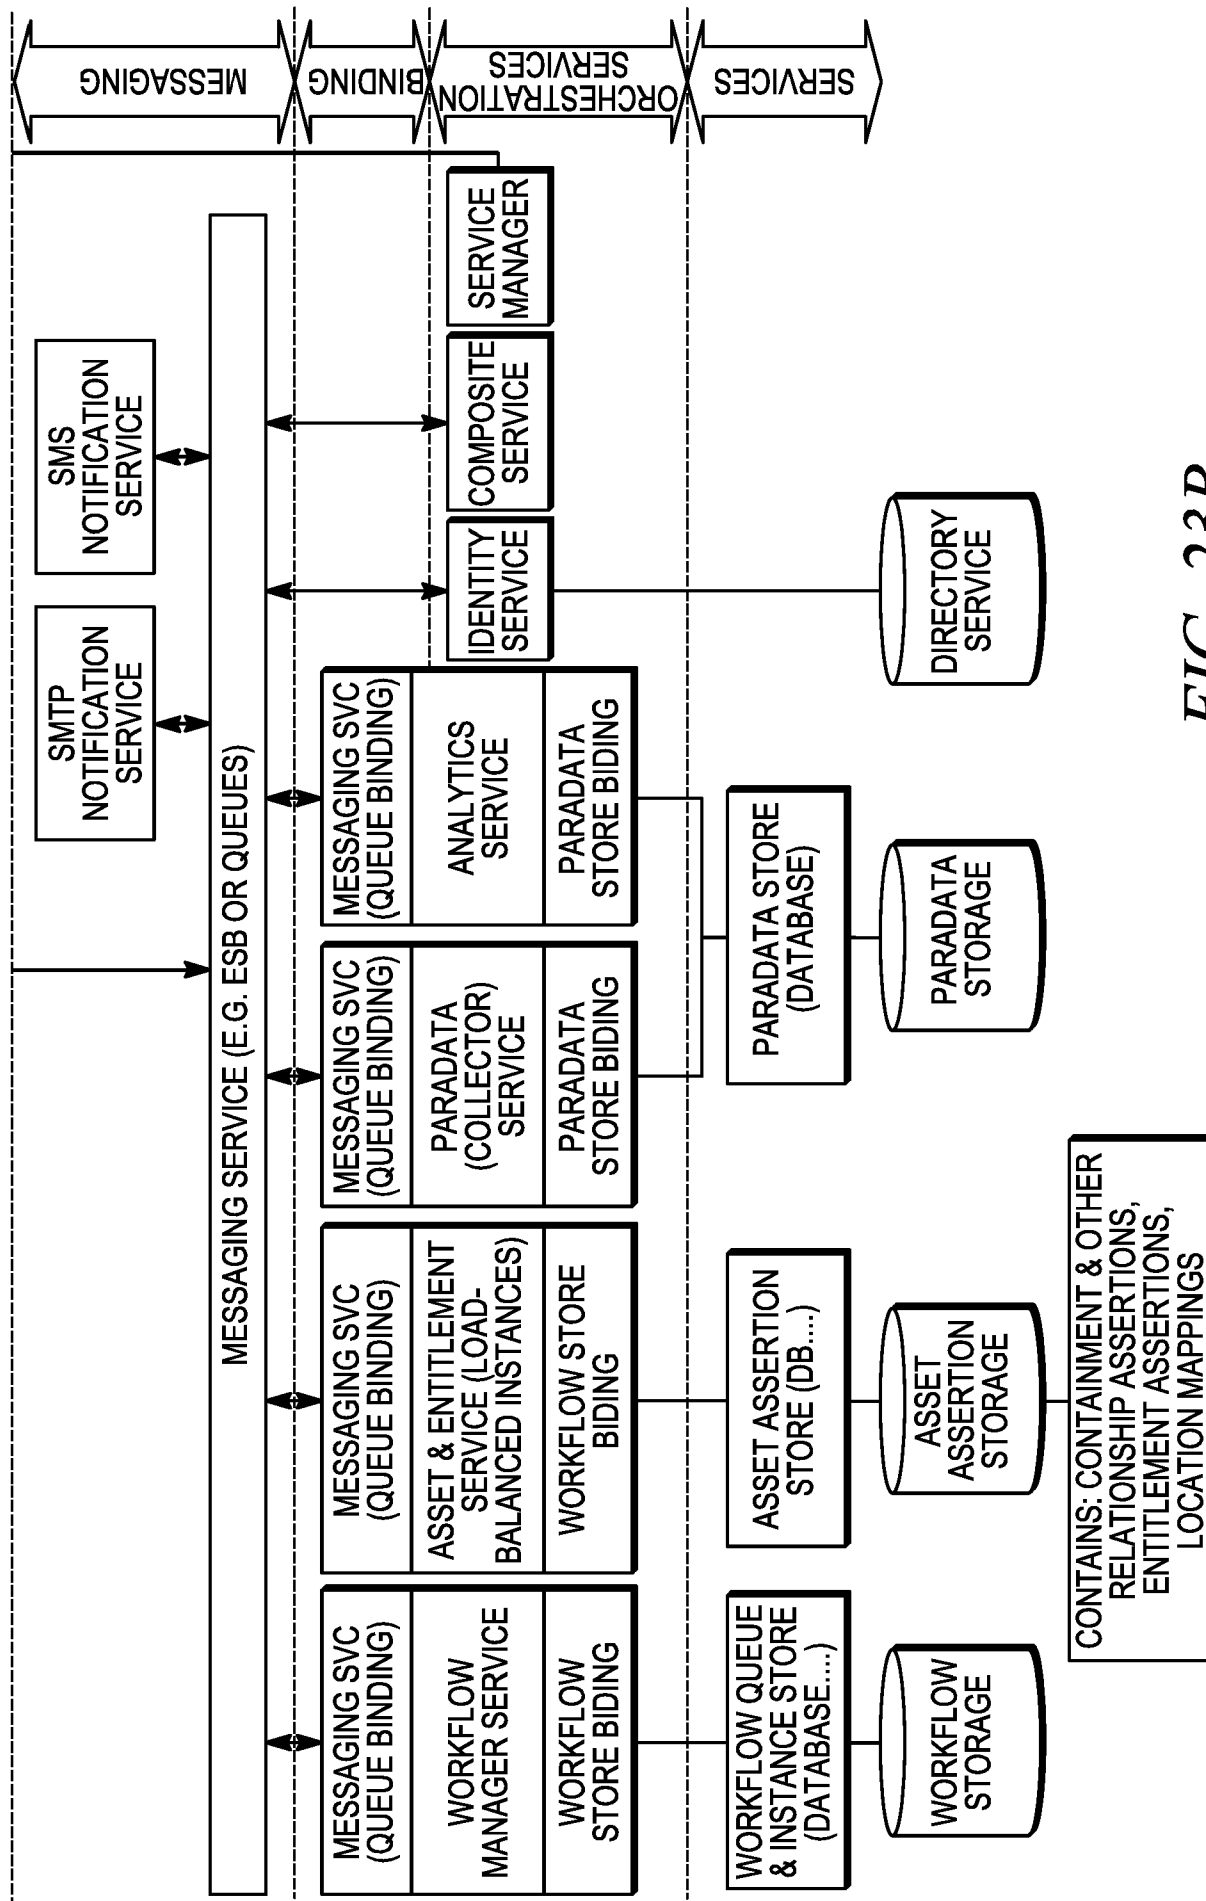 SMTP
NOTIFICATION
SERVICE
SMS
NOTIFICATION
SERVICE
MESSAGING
MESSAGING SERVICE (E.G. ESB OR QUEUES)
MESSAGING SVC
(QUEUE BINDING)
WORKFLOW
MANAGER SERVICE
WORKFLOW
STORE BIDING
MESSAGING SVC
(QUEUE BINDING)
ASSET & ENTITLEMENT
SERVICE (LOAD-
BALANCED INSTANCES)
WORKFLOW STORE
BIDING
MESSAGING SVC
(QUEUE BINDING)
PARADATA
(COLLECTOR)
SERVICE
PARADATA
STORE BIDING
MESSAGING SVC
(QUEUE BINDING)
ANALYTICS
SERVICE
PARADATA
STORE BIDING
IDENTITY
SERVICE
COMPOSITE
SERVICE
SERVICE
MANAGER
BINDING
ORCHESTRATION
SERVICES
WORKFLOW QUEUE
& INSTANCE STORE
(DATABASE....)
ASSET ASSERTION
STORE (DB....)
PARADATA STORE
(DATABASE)
SERVICES
WORKFLOW
STORAGE
ASSET
ASSERTION
STORAGE
PARADATA
STORAGE
DIRECTORY
SERVICE
CONTAINS: CONTAINMENT & OTHER
RELATIONSHIP ASSERTIONS,
ENTITLEMENT ASSERTIONS,
LOCATION MAPPINGS
FIG. 23B